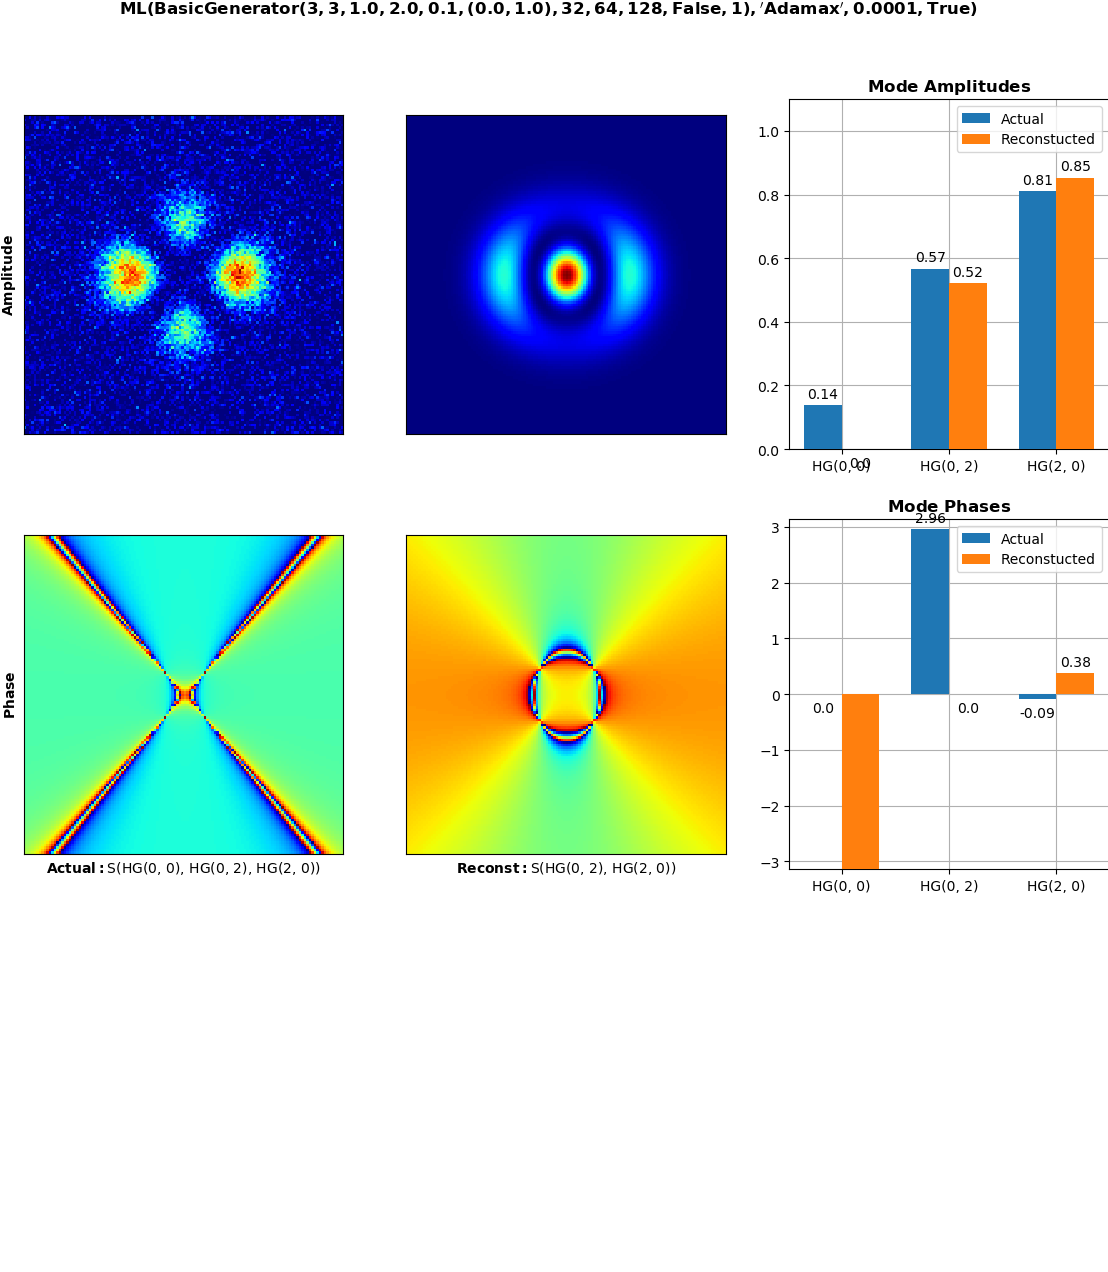 ML(BasicGenerator(3, 3, 1.0, 2.0, 0.1, (0.0, 1.0), 32, 64, 128, False, 1), 'Adamax', 0.0001, True)
Amplitude
Mode Amplitudes
Actual
Reconstucted
1.0
0.8
0.6
0.4
0.2
0.0
0.14
0.0
0.57
0.52
0.81
0.85
HG(0, 0)
HG(0, 2)
HG(2, 0)
Phase
Actual: S(HG(0, 0), HG(0, 2), HG(2, 0))
Reconst: S(HG(0, 2), HG(2, 0))
Mode Phases
Actual
Reconstucted
3
2
1
0
−1
−2
−3
0.0
2.96
0.0
-0.09
0.38
HG(0, 0)
HG(0, 2)
HG(2, 0)